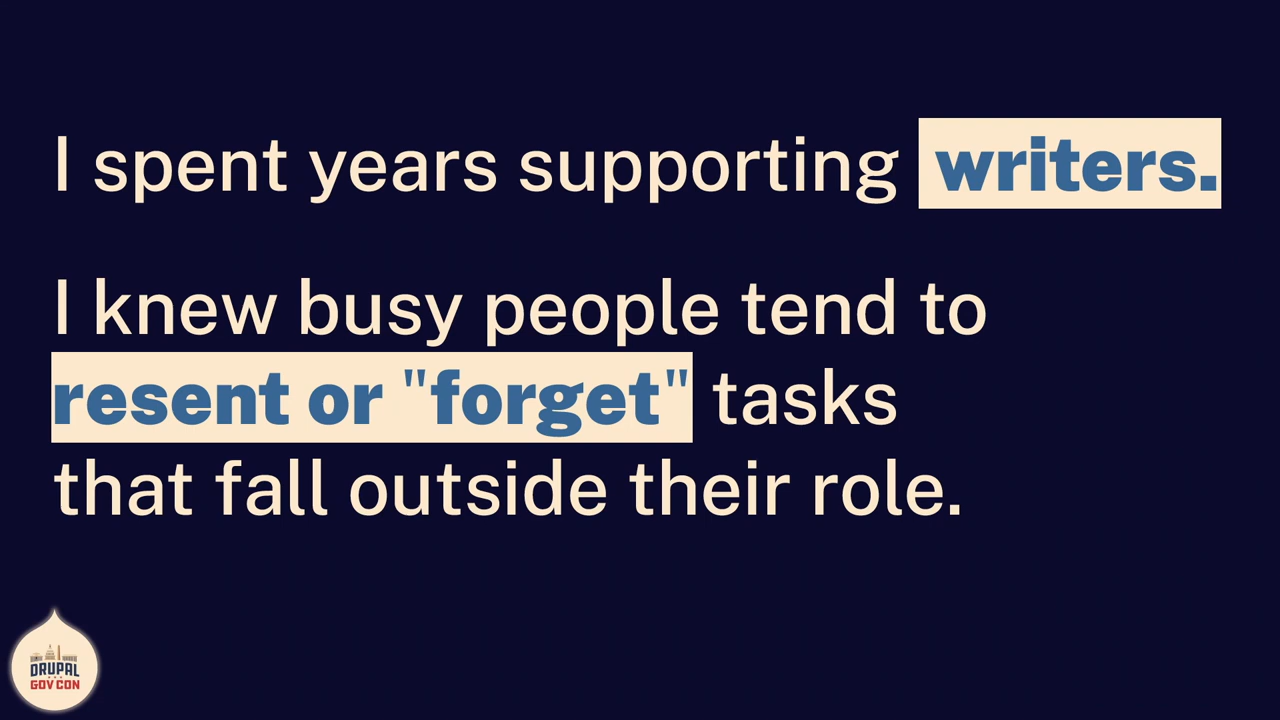 I spent years supporting writers.
I knew busy people tend to
resent or "forget" tasks
that fall outside their role.
DRUPAL
GOV CON